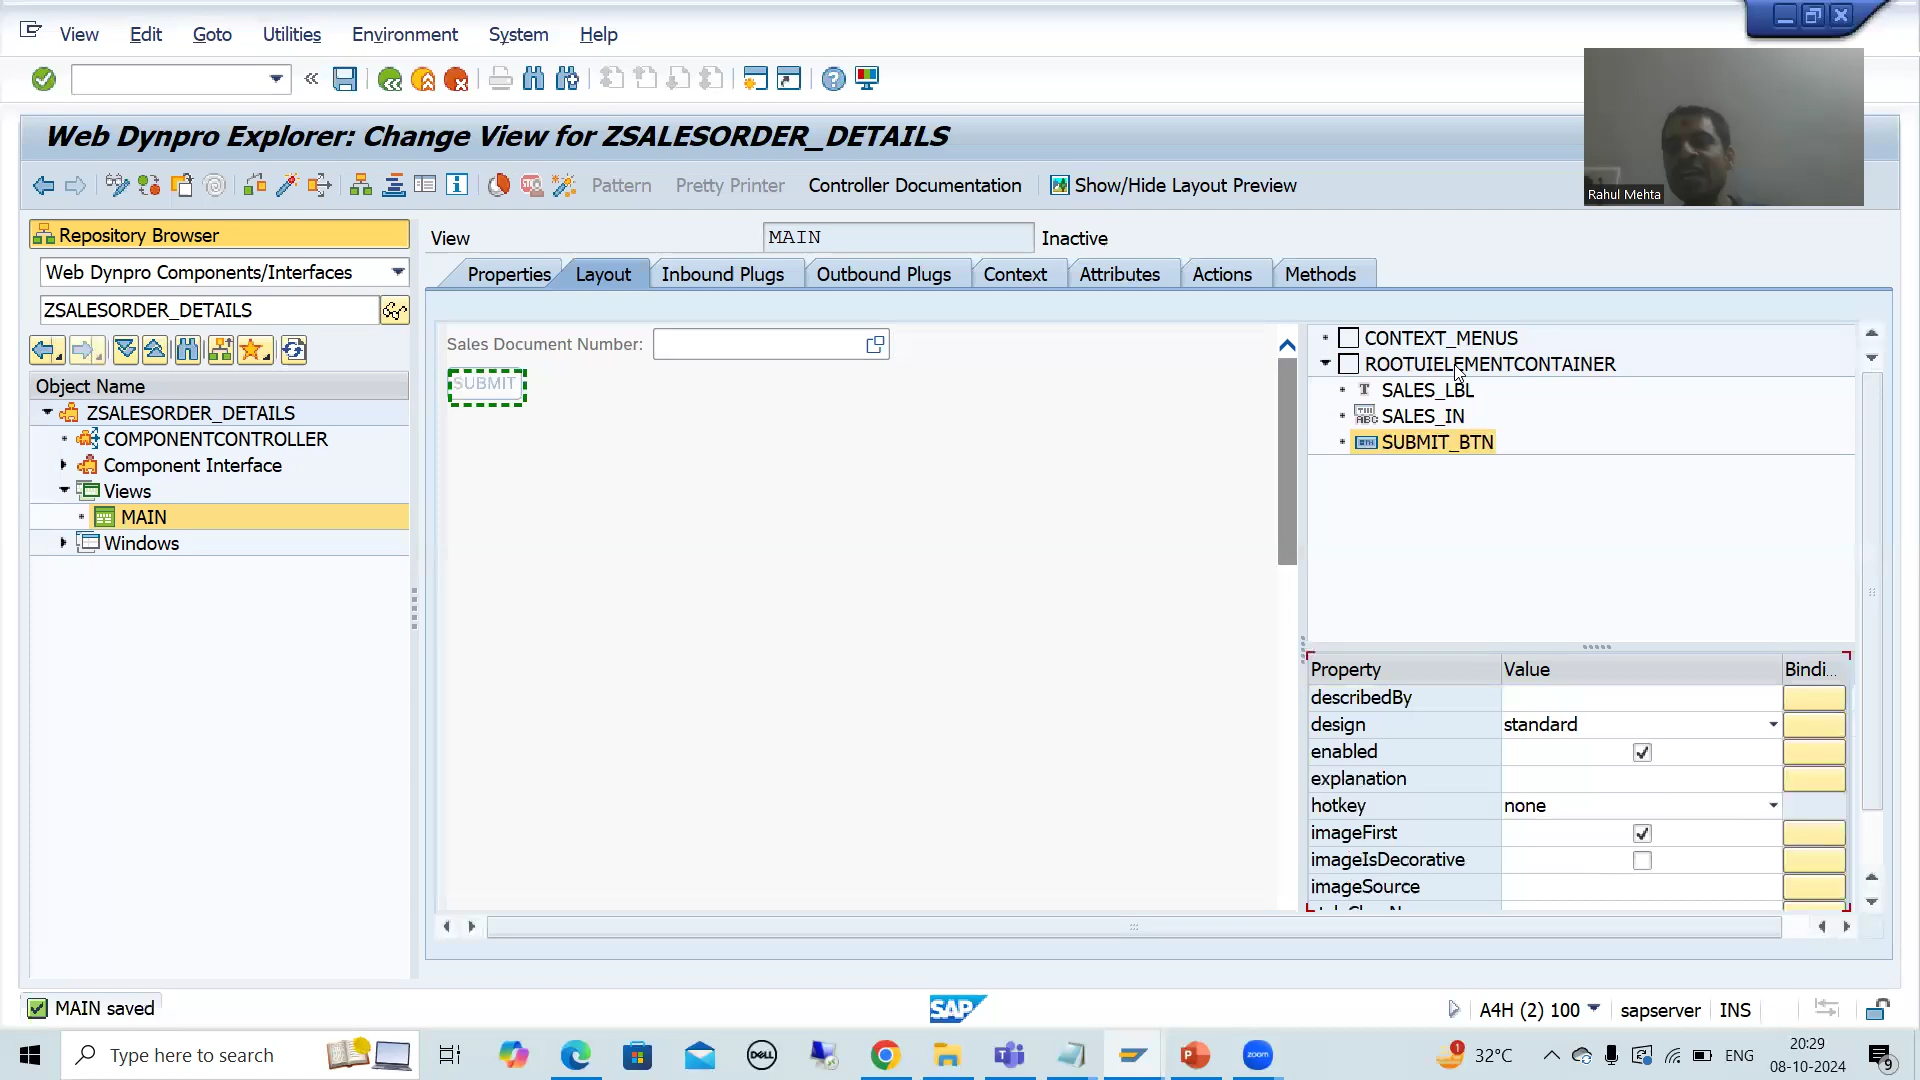 View Edit Goto Utilities Environment System Help
Rahul Mehta
Web Dynpro Explorer: Change View for ZSALESORDER_DETAILS
Pattern Pretty Printer Controller Documentation Show/Hide Layout Preview
Repository Browser
Web Dynpro Components/Interfaces
ZSALESORDER_DETAILS
Object Name
ZSALESORDER_DETAILS
COMPONENTCONTROLLER
Component Interface
Views
MAIN
Windows
View MAIN Inactive
Properties Layout Inbound Plugs Outbound Plugs Context Attributes Actions Methods
Sales Document Number:
SUBMIT
CONTEXT_MENUS
ROOTUIELEMENTCONTAINER
SALES_LBL
SALES_IN
SUBMIT_BTN
Property Value Bindi...
describedBy
design standard
enabled
explanation
hotkey none
imageFirst
imageIsDecorative
imageSource
MAIN saved
SAP
A4H (2) 100 sapserver INS
Type here to search
DELL
zoom
32°C
ENG
20:29
08-10-2024
9